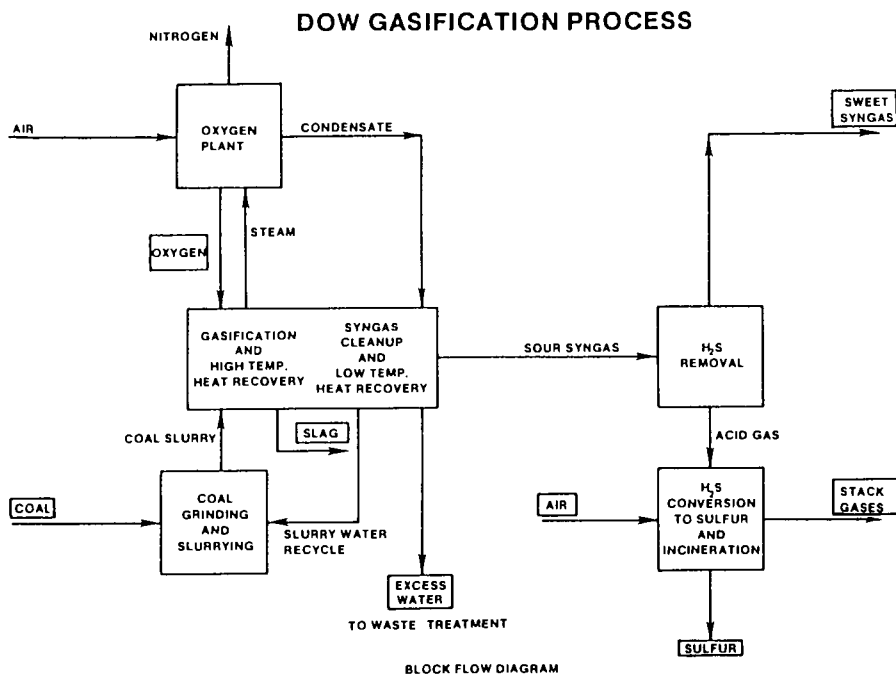 DOW GASIFICATION PROCESS
NITROGEN
AIR
OXYGEN
PLANT
CONDENSATE
SWEET
SYNGAS
OXYGEN
STEAM
GASIFICATION
AND
HIGH TEMP.
HEAT RECOVERY
SYNGAS
CLEANUP
AND
LOW TEMP.
HEAT RECOVERY
SOUR SYNGAS
H2S
REMOVAL
COAL SLURRY
SLAG
ACID GAS
COAL
COAL
GRINDING
AND
SLURRYING
SLURRY WATER
RECYCLE
AIR
H2S
CONVERSION
TO SULFUR
AND
INCINERATION
STACK
GASES
EXCESS
WATER
TO WASTE TREATMENT
SULFUR
BLOCK FLOW DIAGRAM